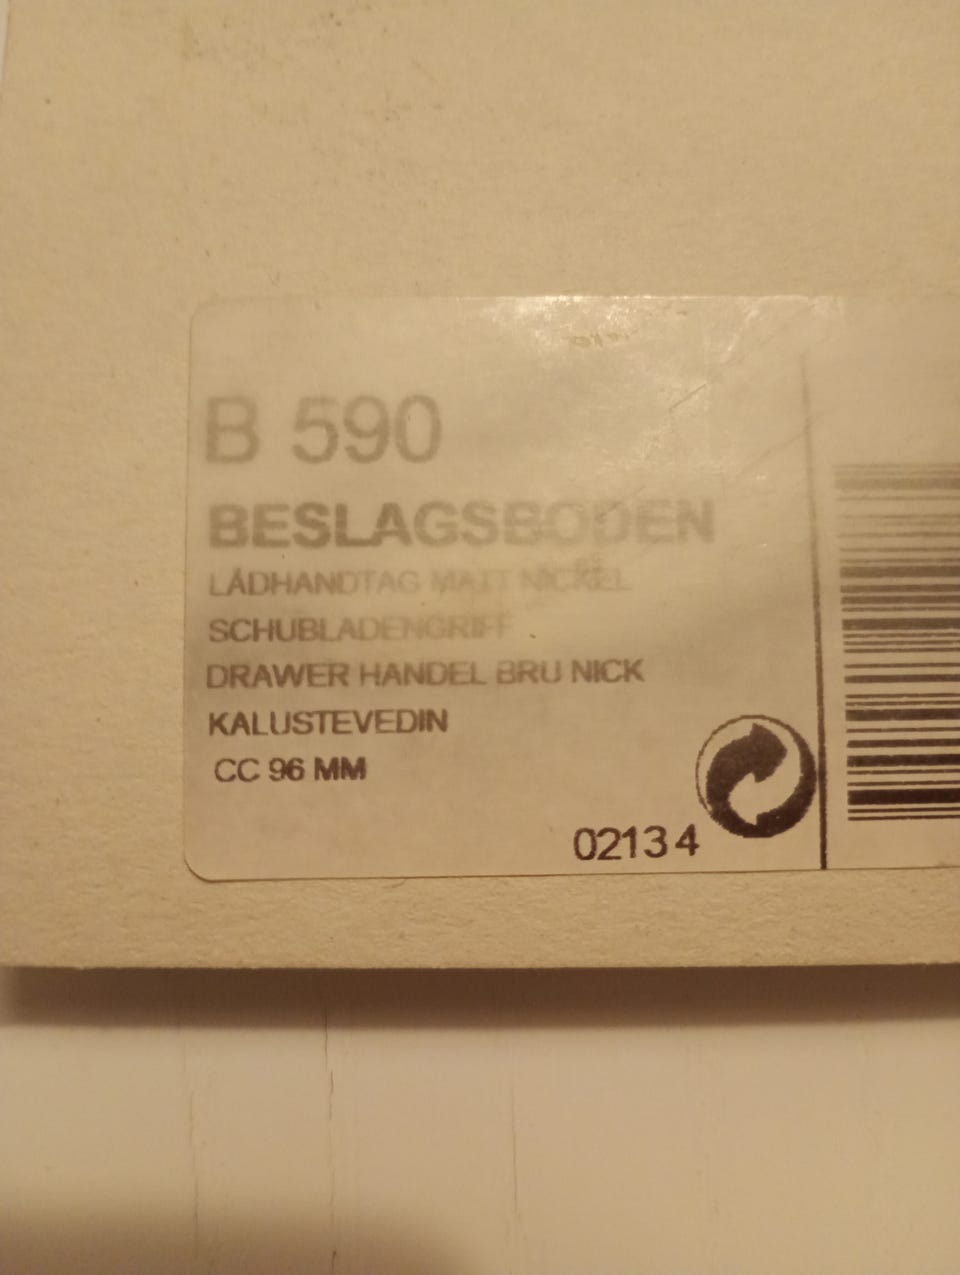 B 590
BESLAGSBODEN
LÅDHANDTAG MATT NICKEL
SCHUBLADENGRIFF
DRAWER HANDEL BRU NICK
KALUSTEVEDIN
CC 96 MM
02134